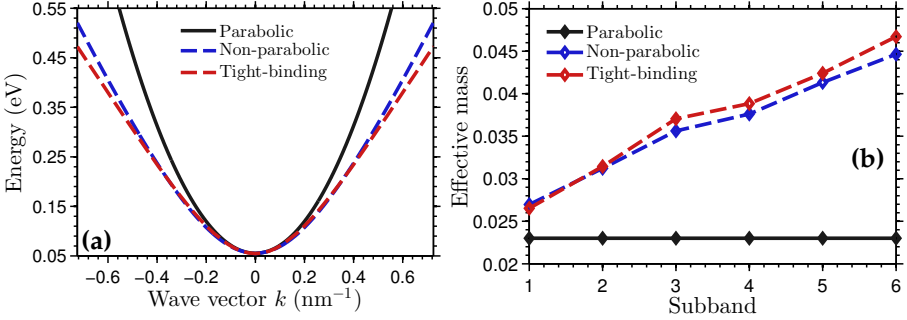 0.55
0.45
0.35
0.25
0.15
0.05
Energy (eV)
Parabolic
Non-parabolic
Tight-binding
(a)
−0.6 −0.4 −0.2 0 0.2 0.4 0.6
Wave vector k (nm⁻¹)
0.05
0.045
0.04
0.035
0.03
0.025
0.02
Effective mass
Parabolic
Non-parabolic
Tight-binding
(b)
1 2 3 4 5 6
Subband